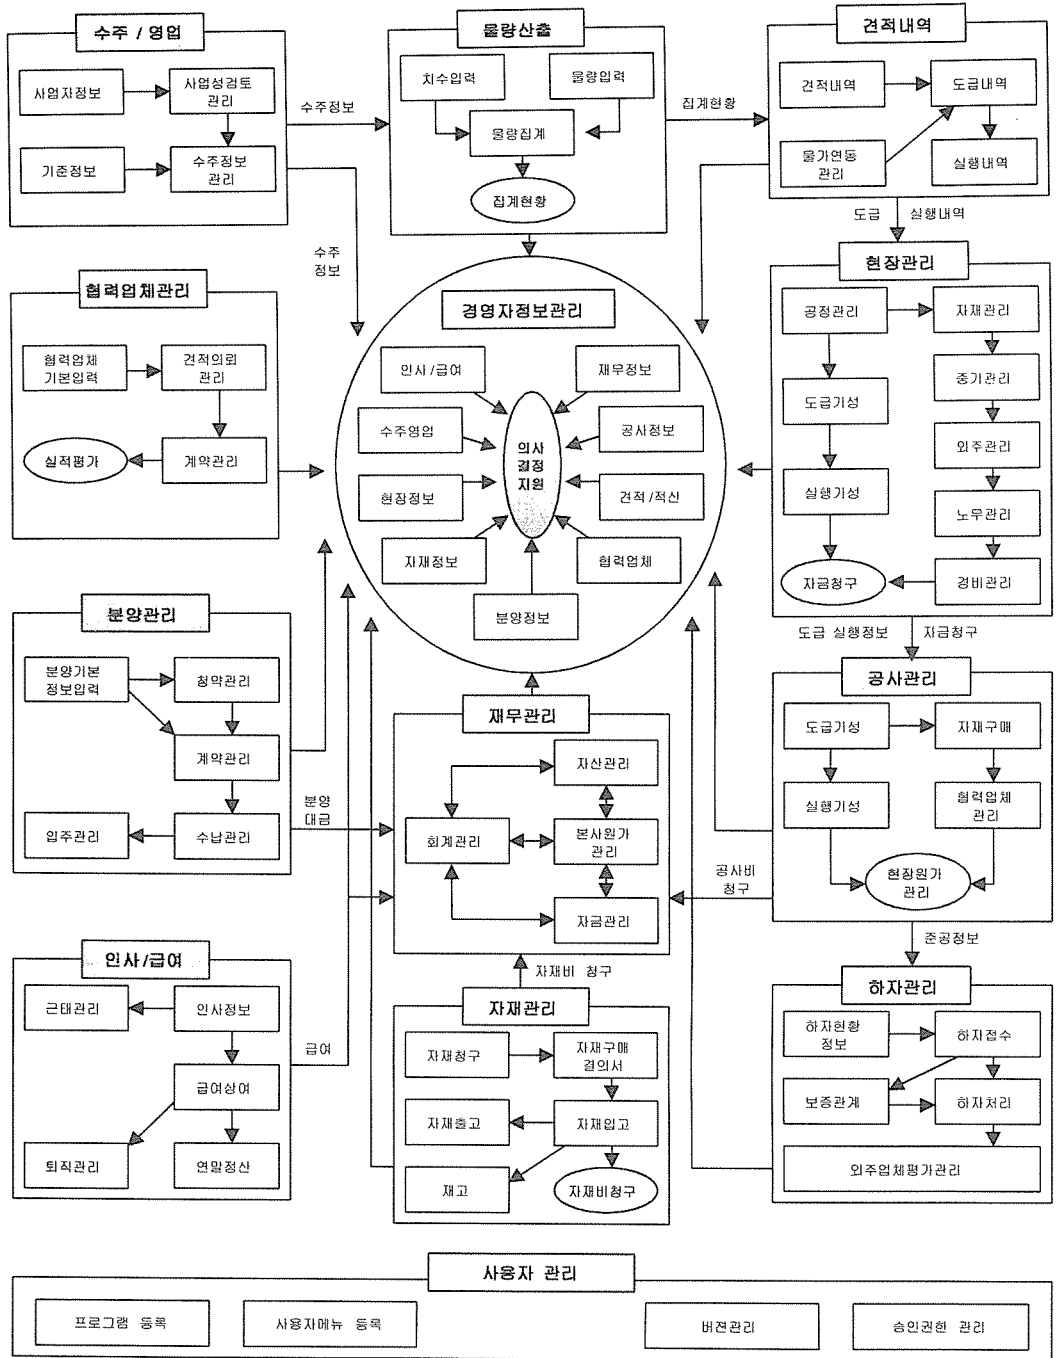 수주 / 영업
사업자정보
사업성검토
관리
기준정보
수주정보
관리
수주정보
수주
정보
물량산출
치수입력
물량입력
물량집계
집계현황
집계현황
견적내역
견적내역
도급내역
물가연동
관리
실행내역
도급 실행내역
협력업체관리
협력업체
기본입력
견적의뢰
관리
실적평가
계약관리
경영자정보관리
인사/급여
재무정보
수주영업
공사정보
의사
결정
지원
현장정보
견적/적산
자재정보
협력업체
분양정보
현장관리
공정관리
자재관리
중기관리
도급기성
외주관리
실행기성
노무관리
자금청구
경비관리
도급 실행정보 자금청구
분양관리
분양기본
정보입력
청약관리
계약관리
입주관리
수납관리
분양
대금
재무관리
자산관리
회계관리
본사원가
관리
자금관리
공사비
청구
공사관리
도급기성
자재구매
실행기성
협력업체
관리
현장원가
관리
준공정보
인사/급여
근태관리
인사정보
급여상여
퇴직관리
연말정산
급여
자재비 청구
자재관리
자재청구
자재구매
결의서
자재출고
자재입고
재고
자재비청구
하자관리
하자현황
정보
하자접수
보증관계
하자처리
외주업체평가관리
사용자 관리
프로그램 등록
사용자메뉴 등록
버젼관리
승인권한 관리